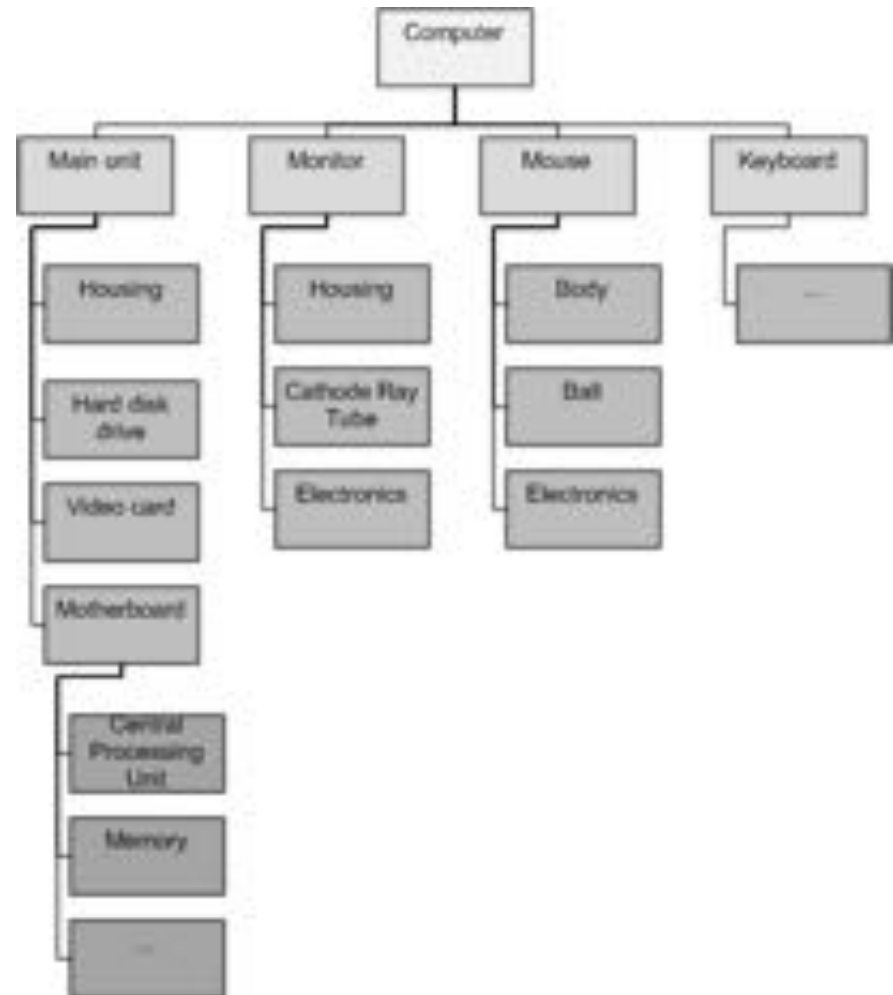 Computer
Main unit
Monitor
Mouse
Keyboard
Housing
Housing
Body
...
Hard disk
drive
Cathode Ray
Tube
Ball
Video card
Electronics
Electronics
Motherboard
Central
Processing
Unit
Memory
...